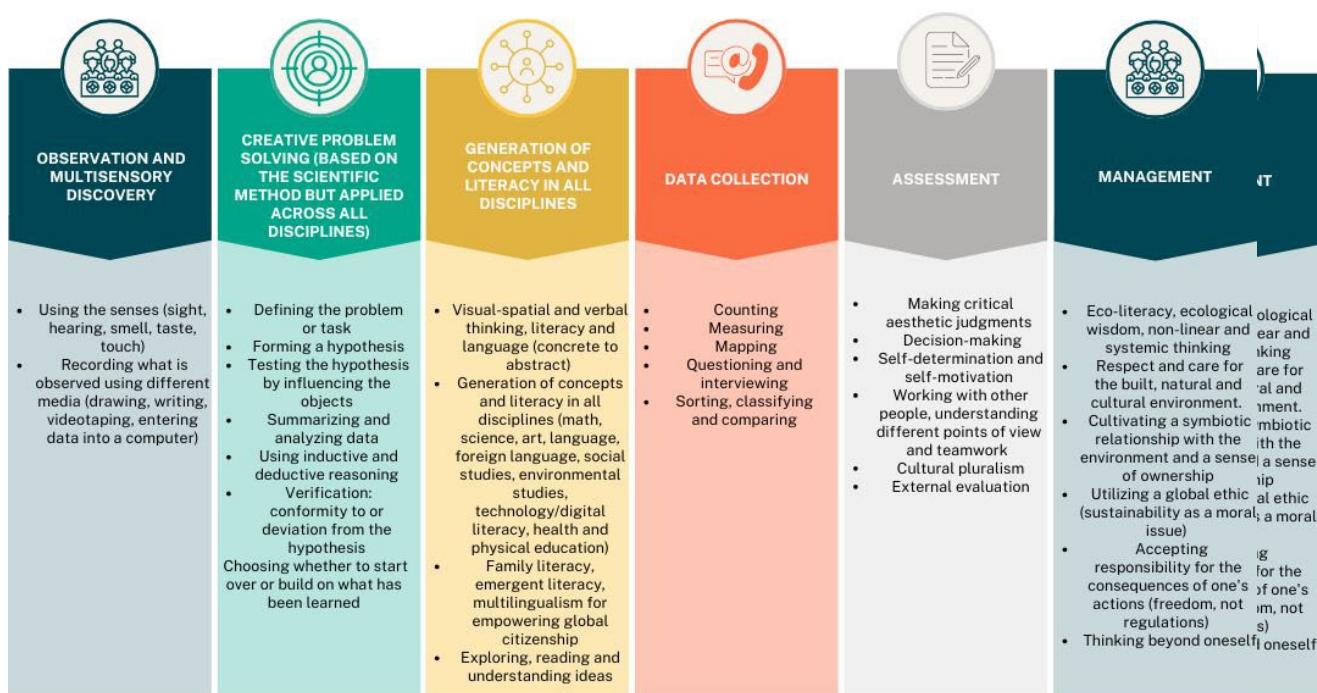 OBSERVATION AND
MULTISENSORY
DISCOVERY
• Using the senses (sight,
hearing, smell, taste,
touch)
• Recording what is
observed using different
media (drawing, writing,
videotaping, entering
data into a computer)
CREATIVE PROBLEM
SOLVING (BASED ON
THE SCIENTIFIC
METHOD BUT APPLIED
ACROSS ALL
DISCIPLINES)
• Defining the problem
or task
• Forming a hypothesis
• Testing the hypothesis
by influencing the
objects
• Summarizing and
analyzing data
• Using inductive and
deductive reasoning
• Verification:
conformity to or
deviation from the
hypothesis
Choosing whether to start
over or build on what has
been learned
GENERATION OF
CONCEPTS AND
LITERACY IN ALL
DISCIPLINES
• Visual-spatial and verbal
thinking, literacy and
language (concrete to
abstract)
• Generation of concepts
and literacy in all
disciplines (math,
science, art, language,
foreign language, social
studies, environmental
studies,
technology/digital
literacy, health and
physical education)
• Family literacy,
emergent literacy,
multilingualism for
empowering global
citizenship
• Exploring, reading and
understanding ideas
DATA COLLECTION
• Counting
• Measuring
• Mapping
• Questioning and
interviewing
• Sorting, classifying
and comparing
ASSESSMENT
• Making critical
aesthetic judgments
• Decision-making
• Self-determination and
self-motivation
• Working with other
people, understanding
different points of view
and teamwork
• Cultural pluralism
• External evaluation
MANAGEMENT
• Eco-literacy, ecological
wisdom, non-linear and
systemic thinking
• Respect and care for
the built, natural and
cultural environment.
• Cultivating a symbiotic
relationship with the
environment and a sense
of ownership
• Utilizing a global ethic
(sustainability as a moral
issue)
• Accepting
responsibility for the
consequences of one's
actions (freedom, not
regulations)
• Thinking beyond oneself